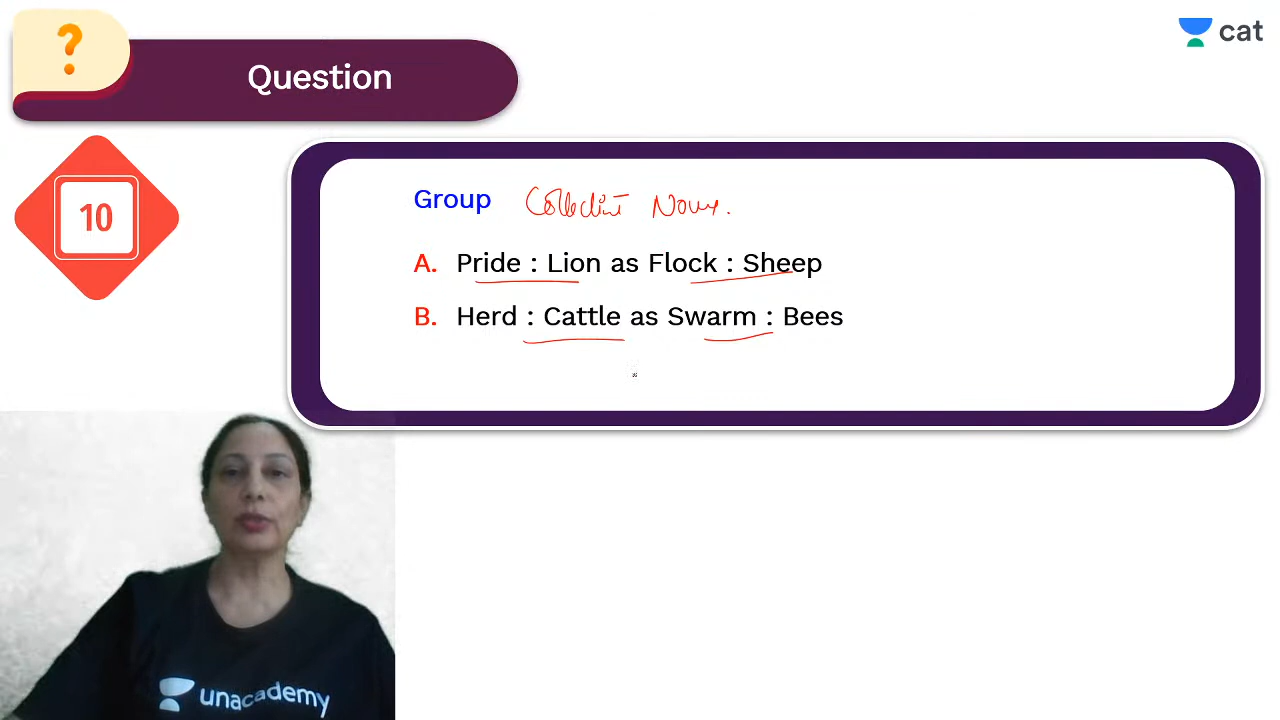 ?
Question
cat
10
Group Collective Noun.
A. Pride : Lion as Flock : Sheep
B. Herd : Cattle as Swarm : Bees
unacademy